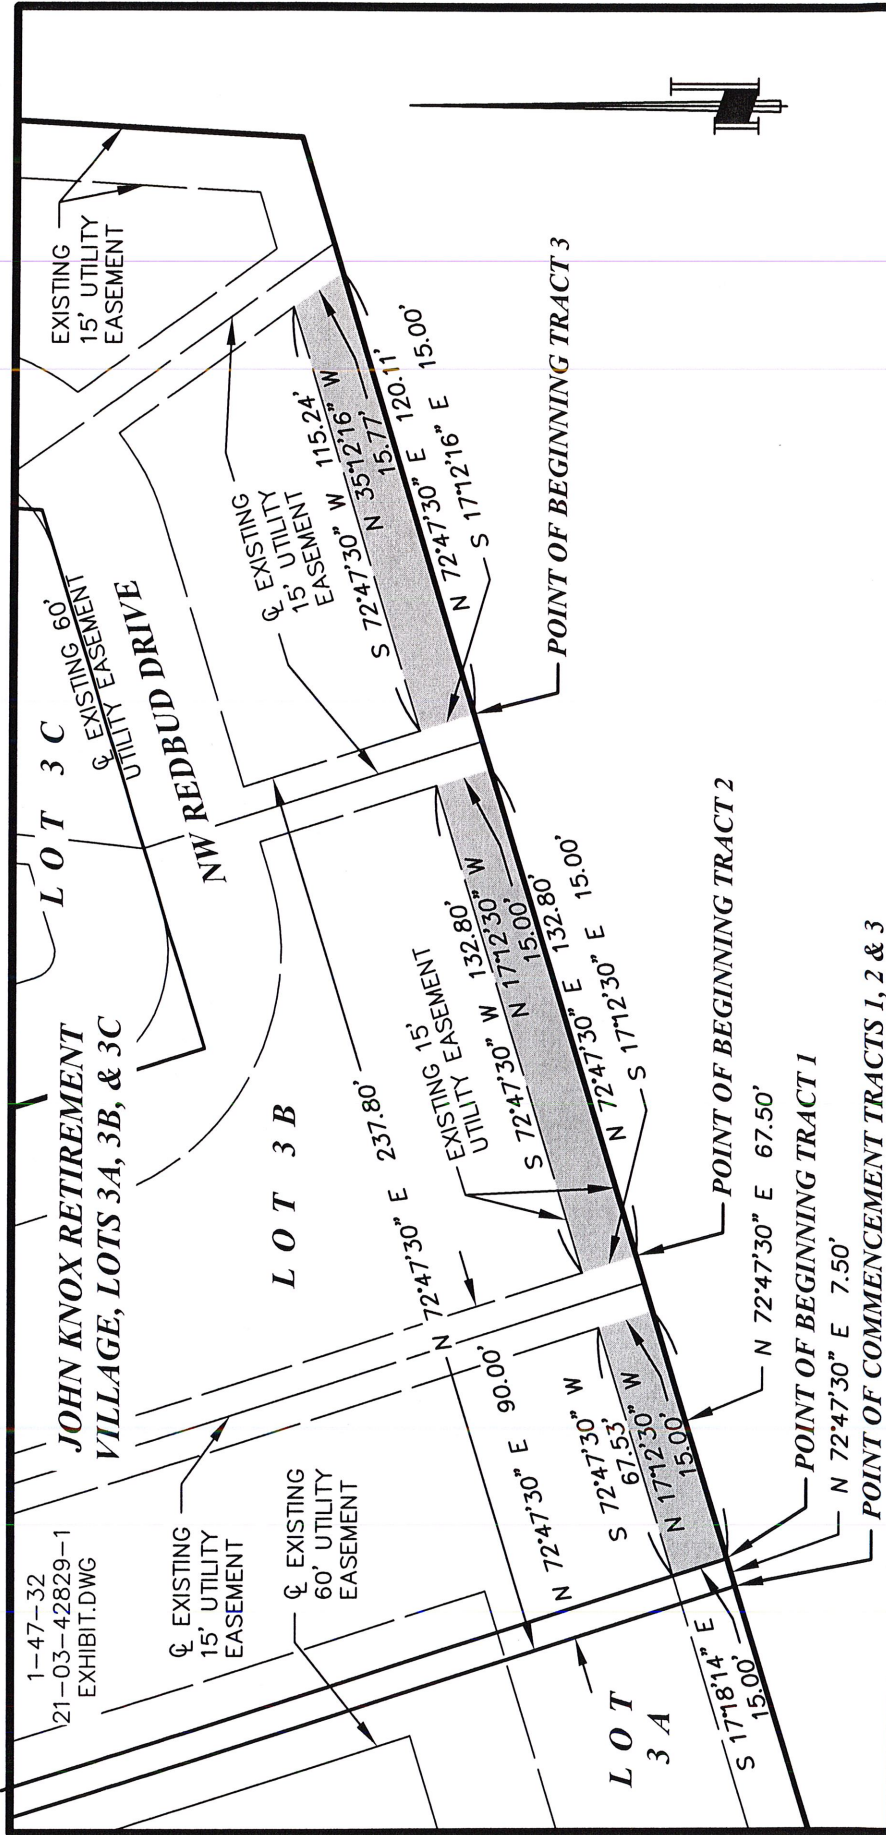 1-47-32
21-03-42829-1
EXHIBIT.DWG
JOHN KNOX RETIREMENT
VILLAGE, LOTS 3A, 3B, & 3C
LOT 3C
℄ EXISTING 60'
UTILITY EASEMENT
NW REDBUD DRIVE
EXISTING
15' UTILITY
EASEMENT
℄ EXISTING
15' UTILITY
EASEMENT
℄ EXISTING
60' UTILITY
EASEMENT
LOT 3B
℄ EXISTING
15' UTILITY
EASEMENT
N 72°47'30" E 237.80'
EXISTING 15'
UTILITY EASEMENT
N 72°47'30" E 90.00'
S 72°47'30" W
67.53'
N 17°12'30" W
15.00'
S 72°47'30" W 132.80'
N 17°12'30" W
15.00'
N 72°47'30" E 132.80'
S 17°12'30" E 15.00'
S 72°47'30" W 115.24'
N 35°12'16" W
15.77'
N 72°47'30" E 120.11'
S 17°12'16" E 15.00'
LOT
3A
S 17°18'14" E
15.00'
POINT OF BEGINNING TRACT 3
POINT OF BEGINNING TRACT 2
N 72°47'30" E 67.50'
POINT OF BEGINNING TRACT 1
N 72°47'30" E 7.50'
POINT OF COMMENCEMENT TRACTS 1, 2 & 3
N